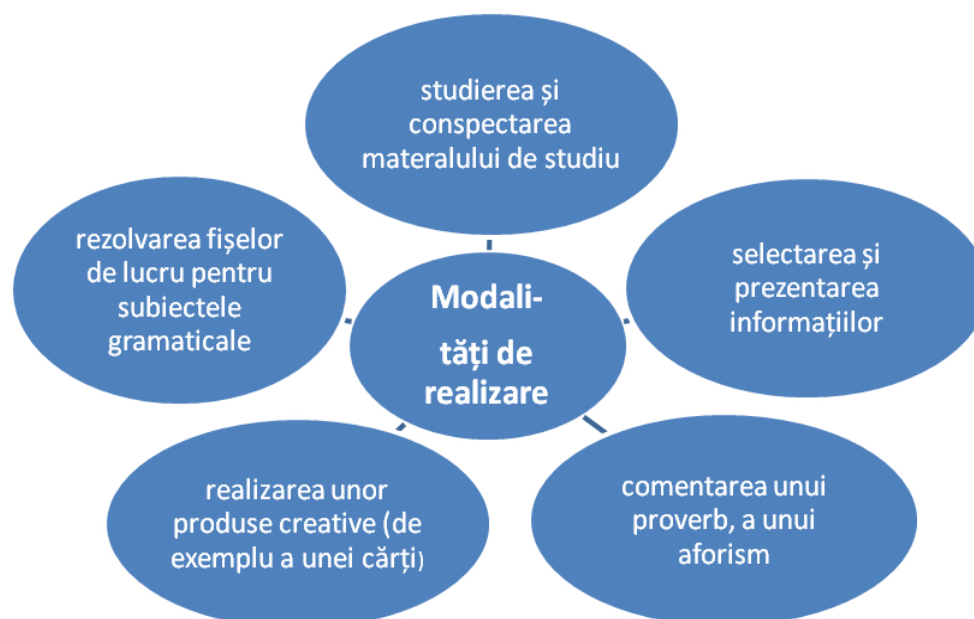 studierea și
conspectarea
materalului de studiu
rezolvarea fișelor
de lucru pentru
subiectele
gramaticale
selectarea și
prezentarea
informațiilor
Modali-
tăți de
realizare
realizarea unor
produse creative (de
exemplu a unei cărți)
comentarea unui
proverb, a unui
aforism